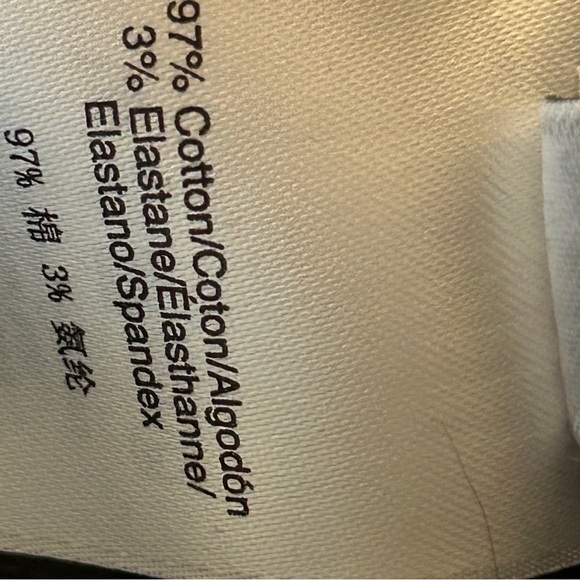 97% Cotton/Coton/Algodón
3% Elastane/Élasthanne/
Elastano/Spandex
97% 棉 3% 氨纶